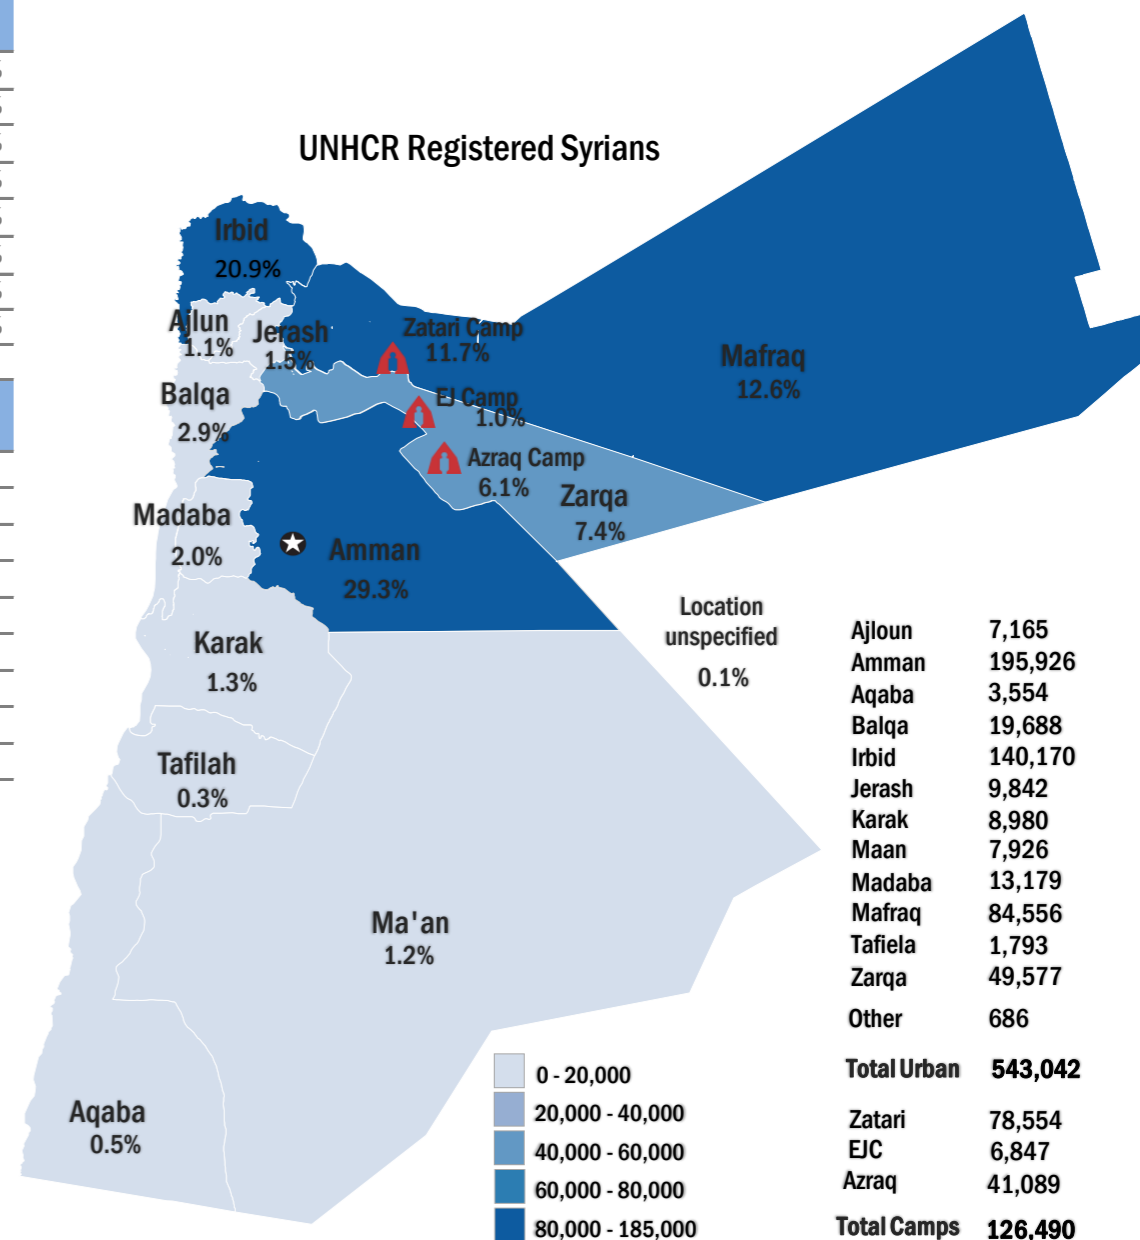 UNHCR Registered Syrians
Irbid
20.9%
Ajlun
1.1%
Jerash
1.5%
Zatari Camp
11.7%
Mafraq
12.6%
Balqa
2.9%
EJ Camp
1.0%
Azraq Camp
6.1%
Zarqa
7.4%
Madaba
2.0%
Amman
29.3%
Karak
1.3%
Location
unspecified
0.1%
Tafilah
0.3%
Ma'an
1.2%
Aqaba
0.5%
0 - 20,000
20,000 - 40,000
40,000 - 60,000
60,000 - 80,000
80,000 - 185,000
Ajloun 7,165
Amman 195,926
Aqaba 3,554
Balqa 19,688
Irbid 140,170
Jerash 9,842
Karak 8,980
Maan 7,926
Madaba 13,179
Mafraq 84,556
Tafiela 1,793
Zarqa 49,577
Other 686
Total Urban 543,042
Zatari 78,554
EJC 6,847
Azraq 41,089
Total Camps 126,490